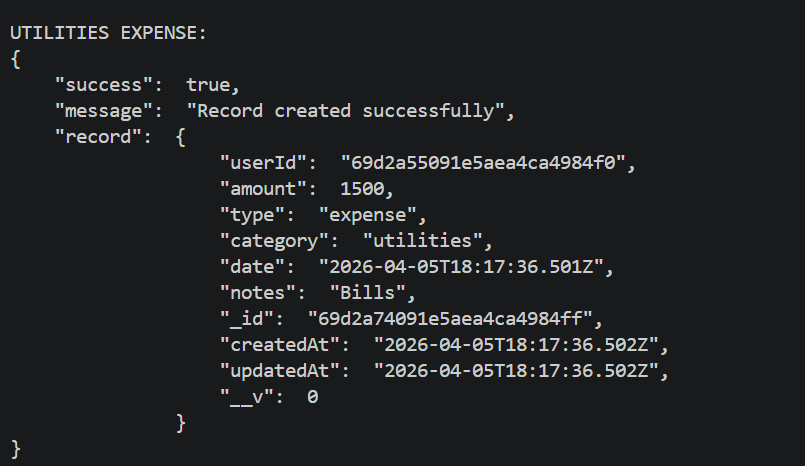 UTILITIES EXPENSE:
{
    "success":  true,
    "message":  "Record created successfully",
    "record":  {
                   "userId":  "69d2a55091e5aea4ca4984f0",
                   "amount":  1500,
                   "type":  "expense",
                   "category":  "utilities",
                   "date":  "2026-04-05T18:17:36.501Z",
                   "notes":  "Bills",
                   "_id":  "69d2a74091e5aea4ca4984ff",
                   "createdAt":  "2026-04-05T18:17:36.502Z",
                   "updatedAt":  "2026-04-05T18:17:36.502Z",
                   "__v":  0
               }
}